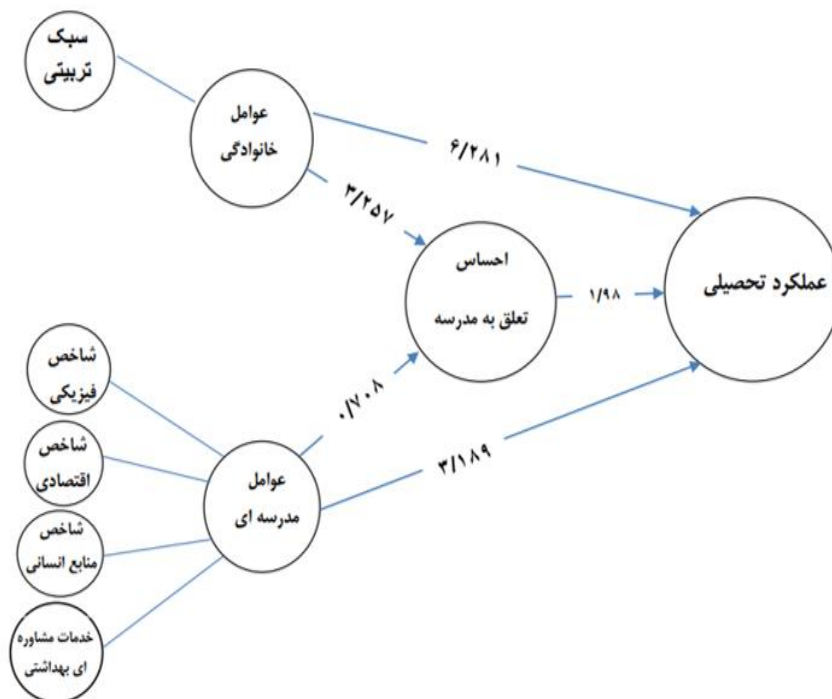 سبک
تربیتی
عوامل
خانوادگی
۶/۲۸۱
۳/۲۵۷
احساس
تعلق به مدرسه
۱/۹۸
عملکرد تحصیلی
۰/۷۰۸
۳/۱۸۹
شاخص
فیزیکی
شاخص
اقتصادی
شاخص
منابع انسانی
خدمات مشاوره
ای بهداشتی
عوامل
مدرسه ای